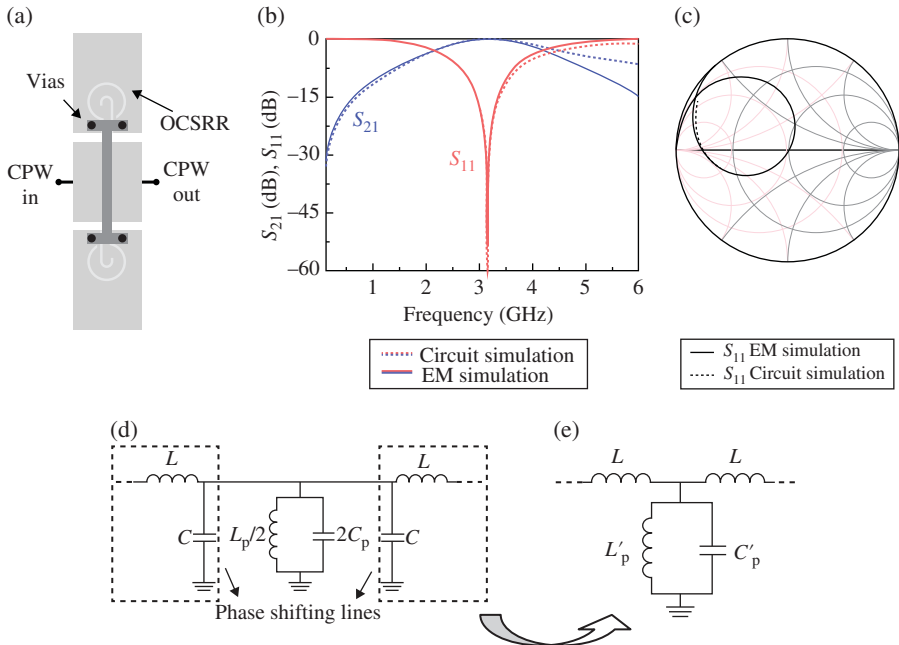 (a)
Vias
OCSRR
CPW
in
CPW
out
(b)
S21 (dB), S11 (dB)
0
–15
–30
–45
–60
S21
S11
1
2
3
4
5
6
Frequency (GHz)
Circuit simulation
EM simulation
(c)
S11 EM simulation
S11 Circuit simulation
(d)
L
L
C
Lp/2
2Cp
C
Phase shifting lines
(e)
L
L
L′p
C′p